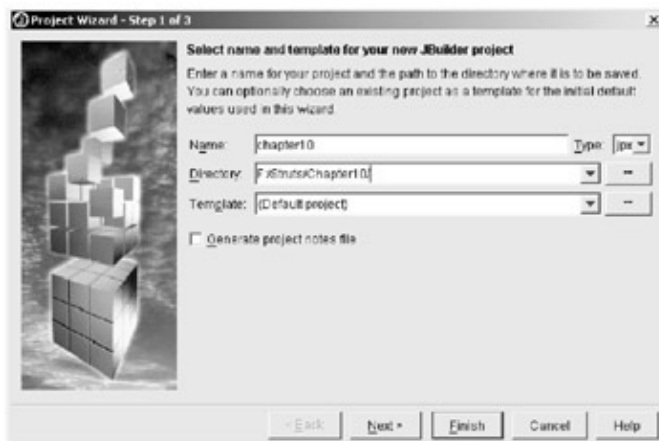 Project Wizard - Step 1 of 3
Select name and template for your new JBuilder project
Enter a name for your project and the path to the directory where it is to be saved.
You can optionally choose an existing project as a template for the initial default
values used in this wizard.
Name: chapter10 Type: jpx
Directory: F:/Struts/Chapter10/
Template: (Default project)
Generate project notes file
< Back Next > Finish Cancel Help